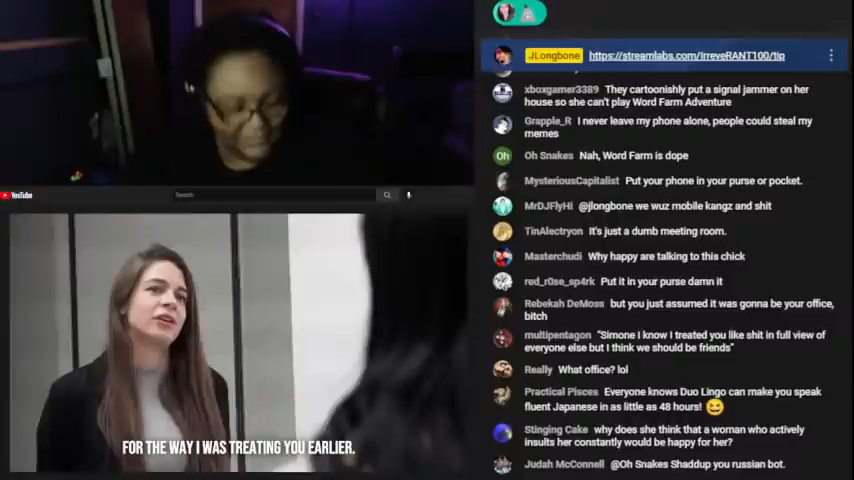 JLongbone https://streamlabs.com/IrreveRANT100/tip
xboxgamer3389 They cartoonishly put a signal jammer on her
house so she can't play Word Farm Adventure
Grapple_R I never leave my phone alone, people could steal my
memes
Oh Oh Snakes Nah, Word Farm is dope
MysteriousCapitalist Put your phone in your purse or pocket.
YouTube
Search
MrDJFlyHi @jlongbone we wuz mobile kangz and shit
TinAlectryon It's just a dumb meeting room.
Masterchudi Why happy are talking to this chick
red_r0se_sp4rk Put it in your purse damn it
Rebekah DeMoss but you just assumed it was gonna be your office,
bitch
multipentagon "Simone I know I treated you like shit in full view of
everyone else but I think we should be friends"
Really What office? lol
Practical Pisces Everyone knows Duo Lingo can make you speak
fluent Japanese in as little as 48 hours! 😆
Stinging Cake why does she think that a woman who actively
insults her constantly would be happy for her?
FOR THE WAY I WAS TREATING YOU EARLIER.
Judah McConnell @Oh Snakes Shaddup you russian bot.